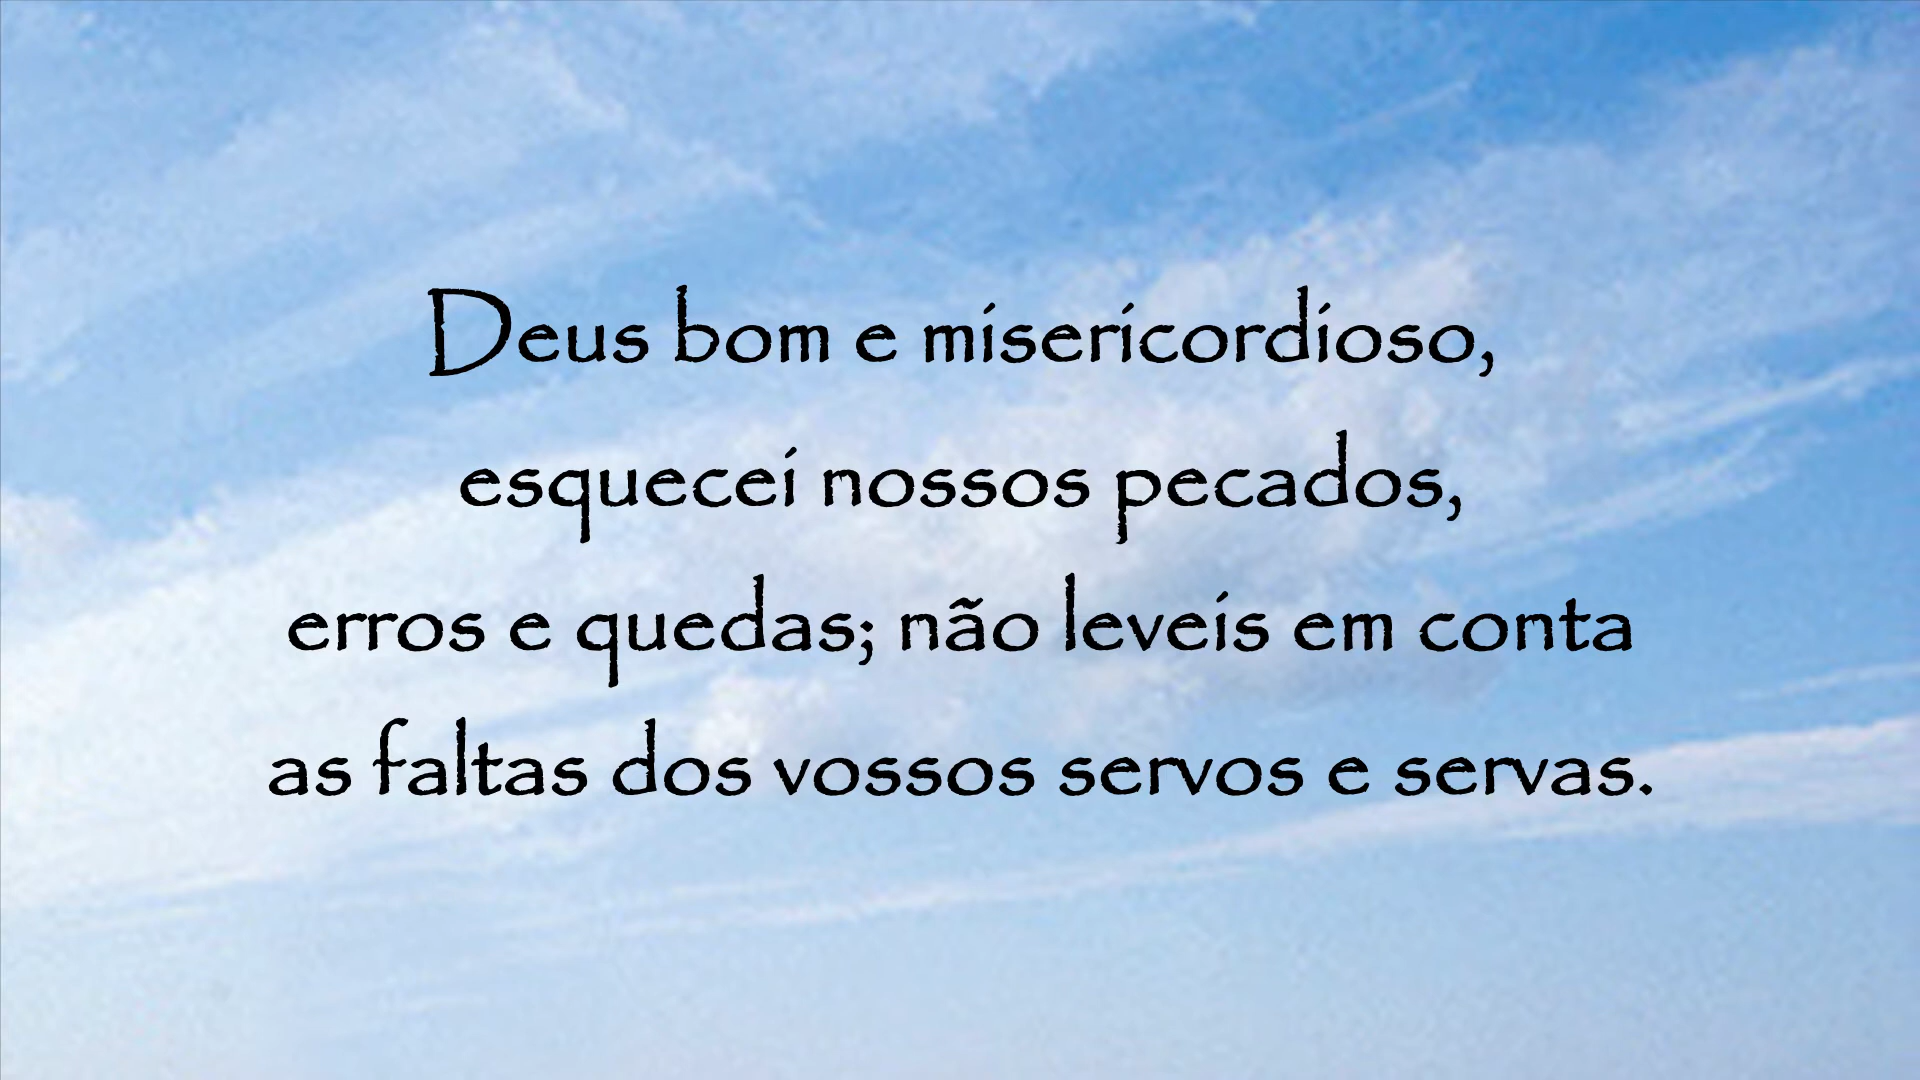 Deus bom e misericordioso,
esquecei nossos pecados,
erros e quedas; não leveis em conta
as faltas dos vossos servos e servas.